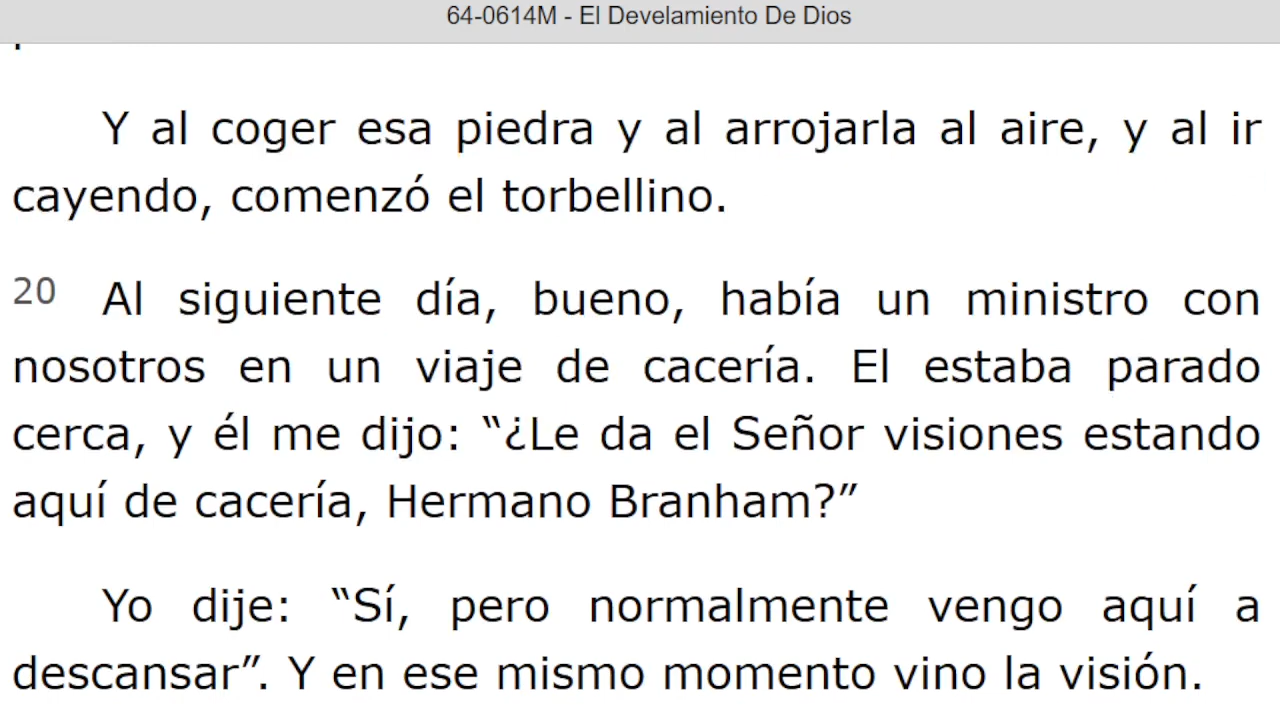 64-0614M - El Develamiento De Dios
Y al coger esa piedra y al arrojarla al aire, y al ir
cayendo, comenzó el torbellino.
20 Al siguiente día, bueno, había un ministro con
nosotros en un viaje de cacería. El estaba parado
cerca, y él me dijo: “¿Le da el Señor visiones estando
aquí de cacería, Hermano Branham?”
Yo dije: “Sí, pero normalmente vengo aquí a
descansar”. Y en ese mismo momento vino la visión.